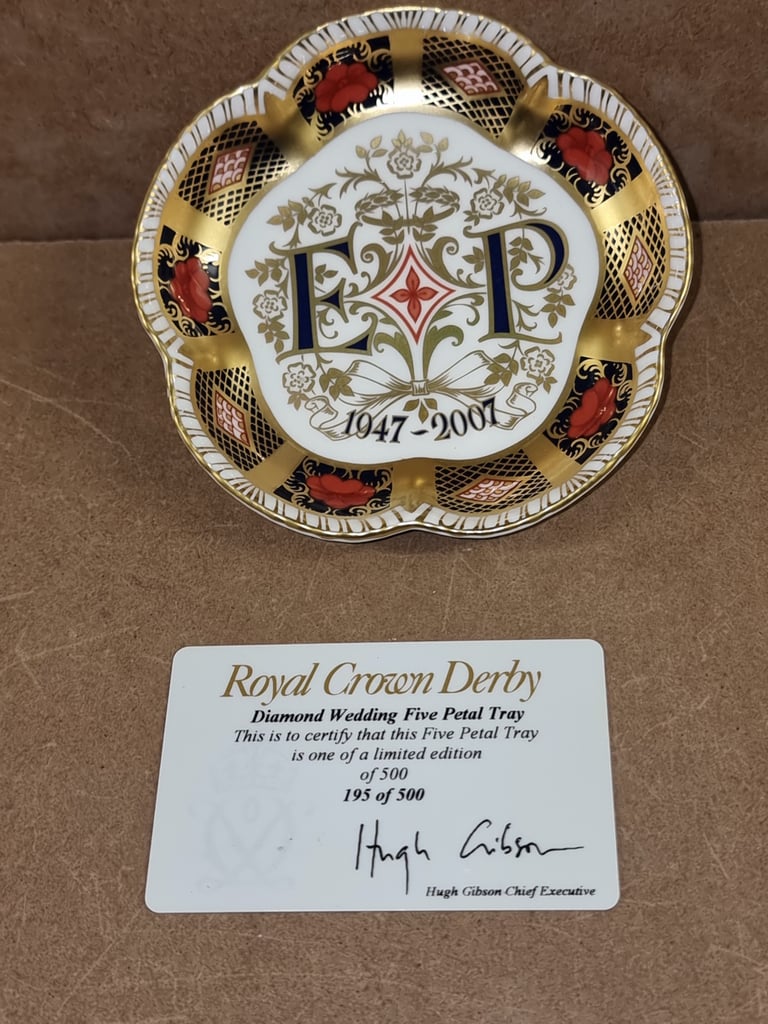 E P
1947-2007
Royal Crown Derby
Diamond Wedding Five Petal Tray
This is to certify that this Five Petal Tray
is one of a limited edition
of 500
195 of 500
Hugh Gibson
Hugh Gibson Chief Executive